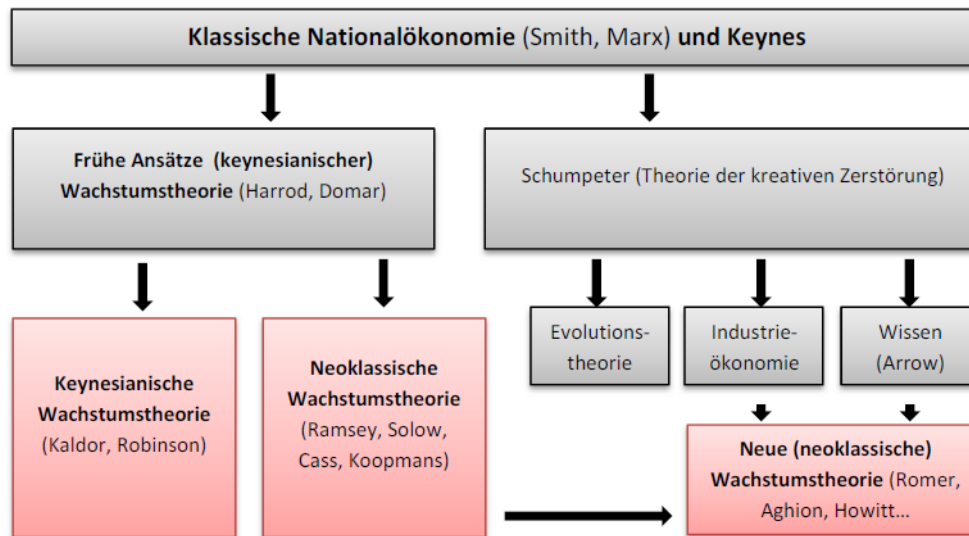 Klassische Nationalökonomie (Smith, Marx) und Keynes
Frühe Ansätze (keynesianischer)
Wachstumstheorie (Harrod, Domar)
Schumpeter (Theorie der kreativen Zerstörung)
Keynesianische
Wachstumstheorie
(Kaldor, Robinson)
Neoklassische
Wachstumstheorie
(Ramsey, Solow,
Cass, Koopmans)
Evolutions-
theorie
Industrie-
ökonomie
Wissen
(Arrow)
Neue (neoklassische)
Wachstumstheorie (Romer,
Aghion, Howitt...